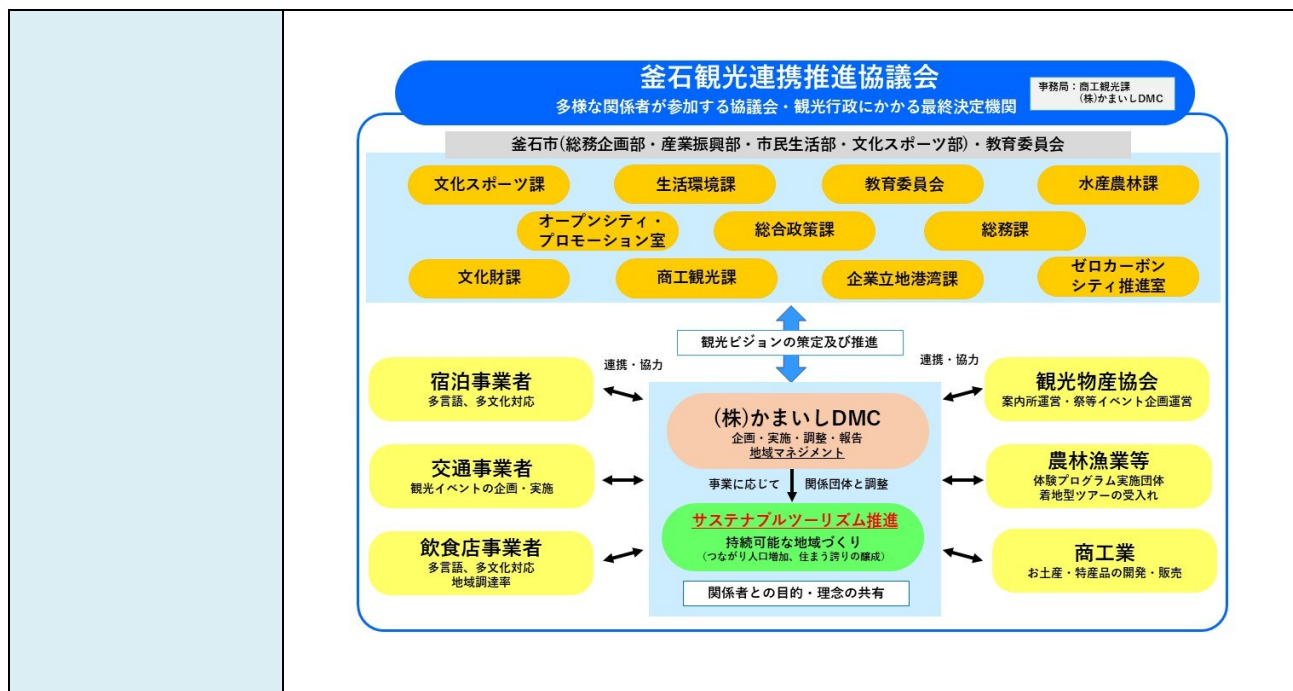 釜石観光連携推進協議会
多様な関係者が参加する協議会・観光行政にかかる最終決定機関
事務局：商工観光課
(株)かまいしDMC
釜石市(総務企画部・産業振興部・市民生活部・文化スポーツ部)・教育委員会
文化スポーツ課
生活環境課
教育委員会
水産農林課
オープンシティ・
プロモーション室
総合政策課
総務課
文化財課
商工観光課
企業立地港湾課
ゼロカーボン
シティ推進室
観光ビジョンの策定及び推進
連携・協力
連携・協力
宿泊事業者
多言語、多文化対応
交通事業者
観光イベントの企画・実施
飲食店事業者
多言語、多文化対応
地域調達率
(株)かまいしDMC
企画・実施・調整・報告
地域マネジメント
事業に応じて
関係団体と調整
サステナブルツーリズム推進
持続可能な地域づくり
(つながり人口増加、住まう誇りの醸成)
関係者との目的・理念の共有
観光物産協会
案内所運営・祭等イベント企画運営
農林漁業等
体験プログラム実施団体
着地型ツアーの受入れ
商工業
お土産・特産品の開発・販売